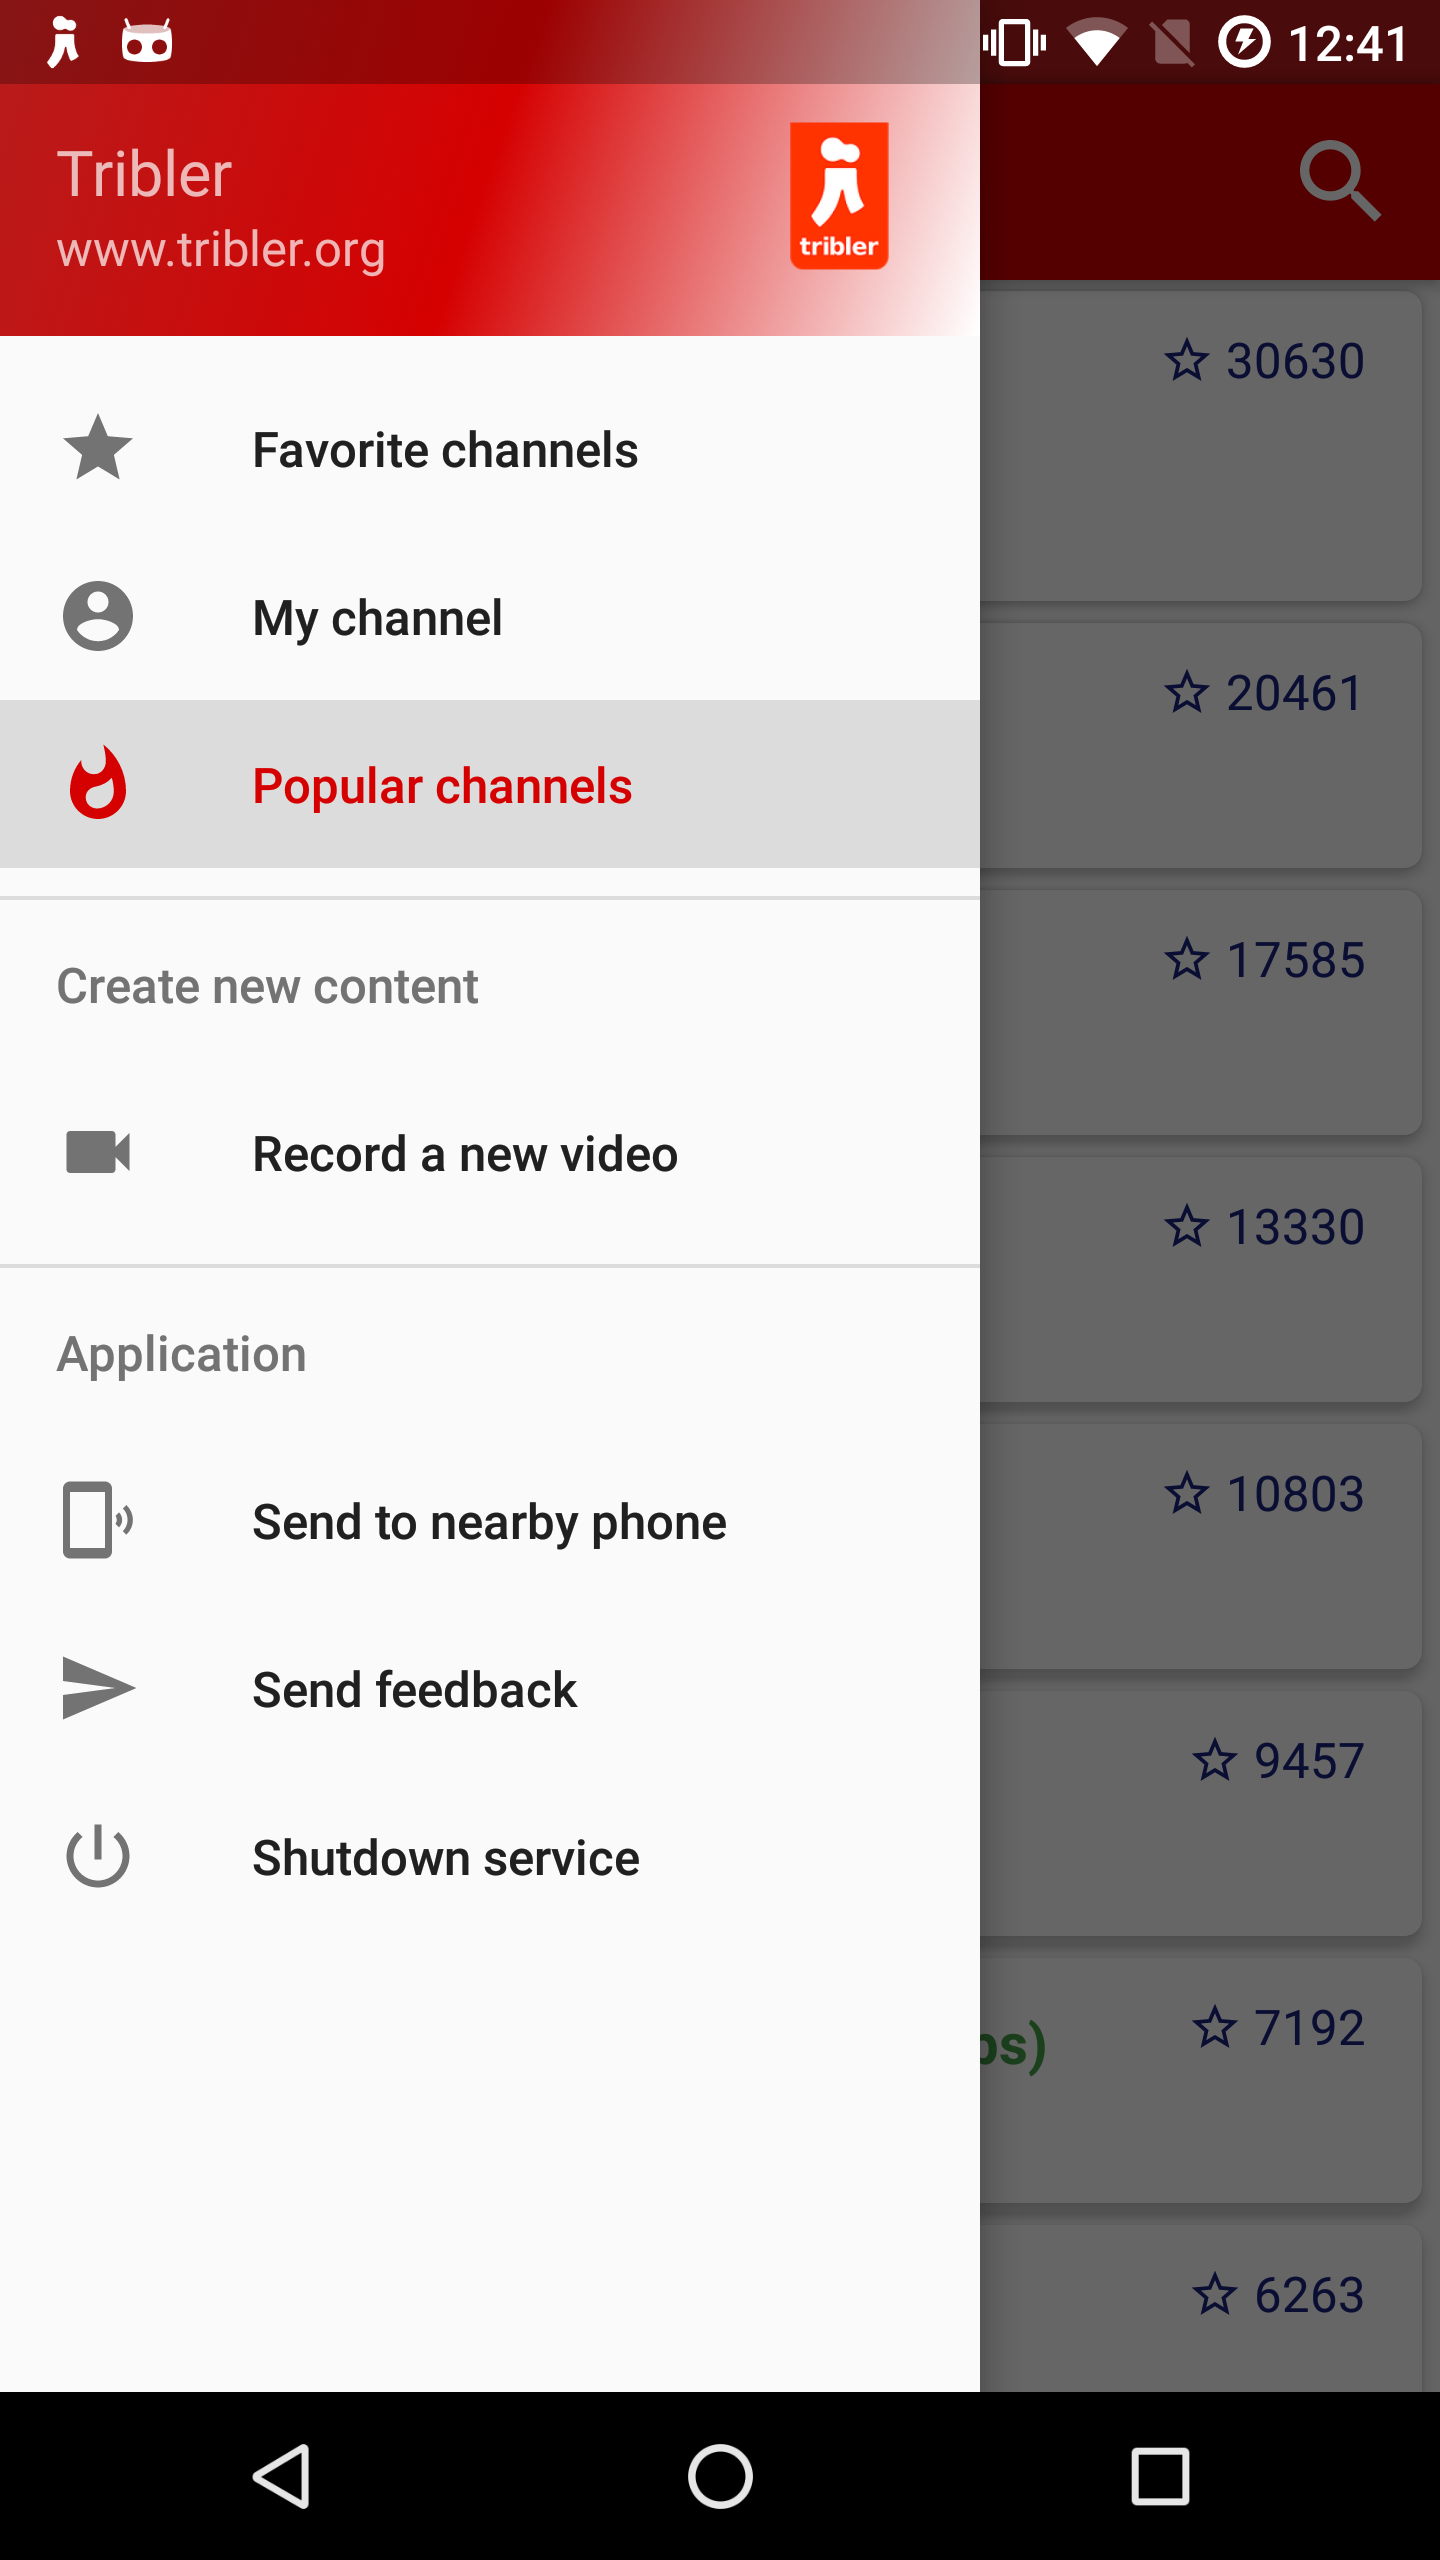 12:41
Tribler
www.tribler.org
tribler
Favorite channels
My channel
Popular channels
Create new content
Record a new video
Application
Send to nearby phone
Send feedback
Shutdown service
30630
20461
17585
13330
10803
9457
7192
6263